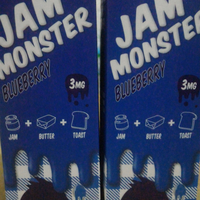 JAM
MONSTER
BLUEBERRY
3MG
+ +
JAM BUTTER TOAST
JAM
MONSTER
BLUEBERRY
3MG
+ +
JAM BUTTER TOAST